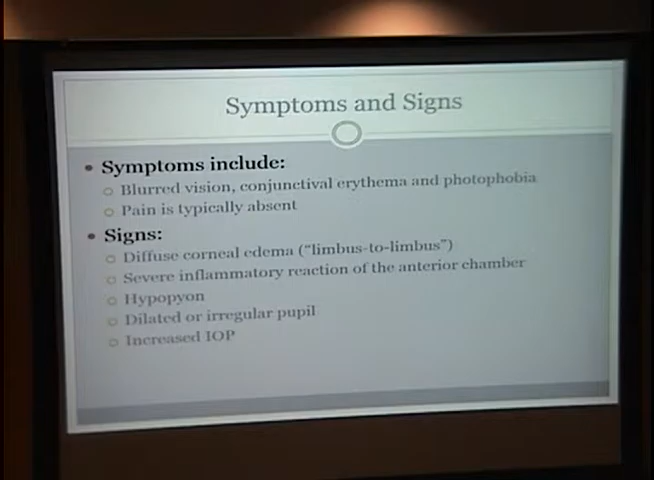 Symptoms and Signs
• Symptoms include:
○ Blurred vision, conjunctival erythema and photophobia
○ Pain is typically absent
• Signs:
○ Diffuse corneal edema (“limbus-to-limbus”)
○ Severe inflammatory reaction of the anterior chamber
○ Hypopyon
○ Dilated or irregular pupil
○ Increased IOP